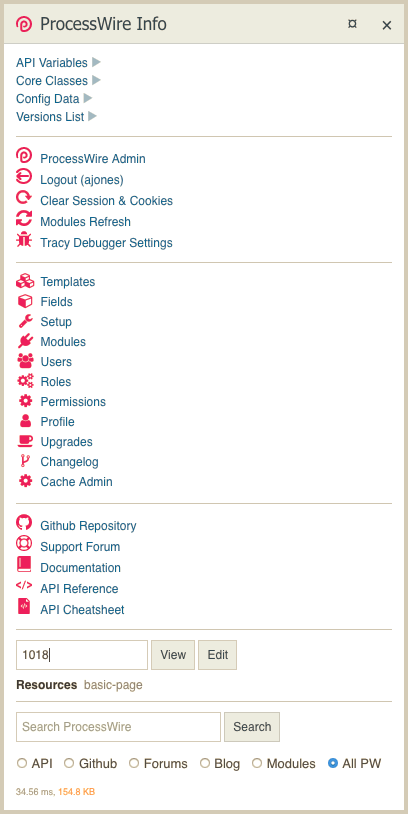 ProcessWire Info ¤ ×
API Variables ▶
Core Classes ▶
Config Data ▶
Versions List ▶
ProcessWire Admin
Logout (ajones)
Clear Session & Cookies
Modules Refresh
Tracy Debugger Settings
Templates
Fields
Setup
Modules
Users
Roles
Permissions
Profile
Upgrades
Changelog
Cache Admin
Github Repository
Support Forum
Documentation
</> API Reference
API Cheatsheet
1018 View Edit
Resources basic-page
Search ProcessWire Search
API Github Forums Blog Modules All PW
34.56 ms, 154.8 KB